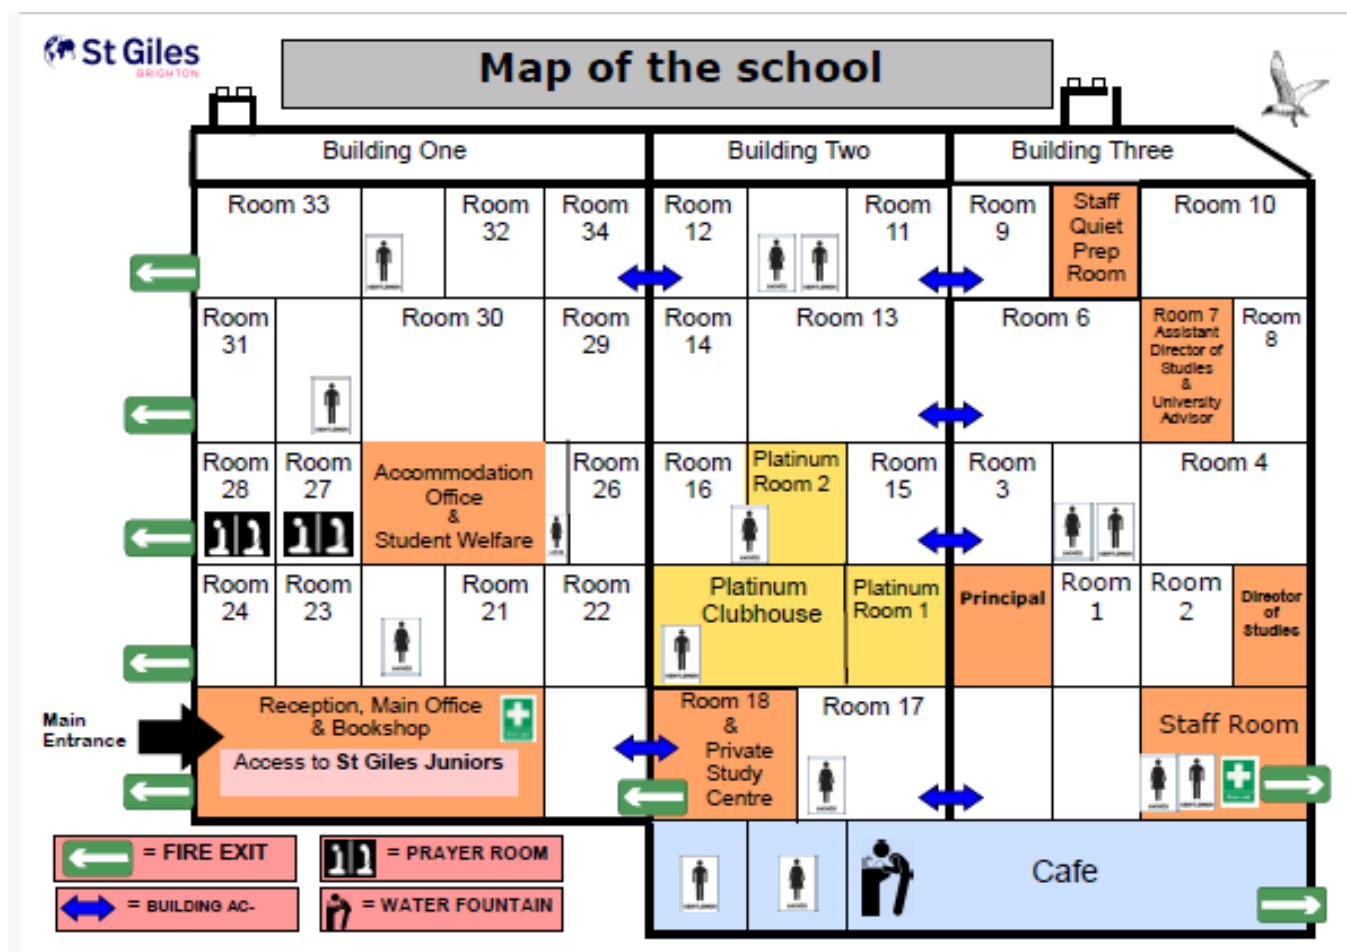 St Giles
BRIGHTON
Map of the school
Building One
Building Two
Building Three
Room 33
Room
32
Room
34
Room
12
Room
11
Room
9
Staff
Quiet
Prep
Room
Room 10
Room
31
Room 30
Room
29
Room
14
Room 13
Room 6
Room 7
Assistant
Director of
Studies
&
University
Advisor
Room
8
Room
28
Room
27
Accommodation
Office
&
Student Welfare
Room
26
Room
16
Platinum
Room 2
Room
15
Room
3
Room 4
Room
24
Room
23
Room
21
Room
22
Platinum
Clubhouse
Platinum
Room 1
Principal
Room
1
Room
2
Director
of
Studies
Main
Entrance
Reception, Main Office
& Bookshop
Access to St Giles Juniors
Room 18
&
Private
Study
Centre
Room 17
Staff Room
Cafe
= FIRE EXIT
= PRAYER ROOM
= BUILDING AC-
= WATER FOUNTAIN